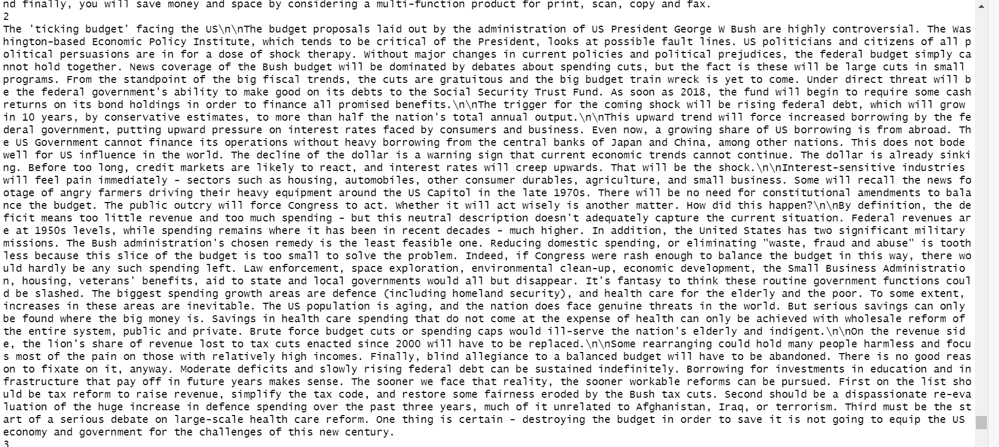 nd finally, you will save money and space by considering a multi-function product for print, scan, copy and fax.
2
The 'ticking budget' facing the US\n\nThe budget proposals laid out by the administration of US President George W Bush are highly controversial. The Was
hington-based Economic Policy Institute, which tends to be critical of the President, looks at possible fault lines. US politicians and citizens of all p
olitical persuasions are in for a dose of shock therapy. Without major changes in current policies and political prejudices, the federal budget simply ca
nnot hold together. News coverage of the Bush budget will be dominated by debates about spending cuts, but the fact is these will be large cuts in small
programs. From the standpoint of the big fiscal trends, the cuts are gratuitous and the big budget train wreck is yet to come. Under direct threat will b
e the federal government's ability to make good on its debts to the Social Security Trust Fund. As soon as 2018, the fund will begin to require some cash
returns on its bond holdings in order to finance all promised benefits.\n\nThe trigger for the coming shock will be rising federal debt, which will grow
in 10 years, by conservative estimates, to more than half the nation's total annual output.\n\nThis upward trend will force increased borrowing by the fe
deral government, putting upward pressure on interest rates faced by consumers and business. Even now, a growing share of US borrowing is from abroad. Th
e US Government cannot finance its operations without heavy borrowing from the central banks of Japan and China, among other nations. This does not bode
well for US influence in the world. The decline of the dollar is a warning sign that current economic trends cannot continue. The dollar is already sinki
ng. Before too long, credit markets are likely to react, and interest rates will creep upwards. That will be the shock.\n\nInterest-sensitive industries
will feel pain immediately - sectors such as housing, automobiles, other consumer durables, agriculture, and small business. Some will recall the news fo
otage of angry farmers driving their heavy equipment around the US Capitol in the late 1970s. There will be no need for constitutional amendments to bala
nce the budget. The public outcry will force Congress to act. Whether it will act wisely is another matter. How did this happen?\n\nBy definition, the de
ficit means too little revenue and too much spending - but this neutral description doesn't adequately capture the current situation. Federal revenues ar
e at 1950s levels, while spending remains where it has been in recent decades - much higher. In addition, the United States has two significant military
missions. The Bush administration's chosen remedy is the least feasible one. Reducing domestic spending, or eliminating "waste, fraud and abuse" is tooth
less because this slice of the budget is too small to solve the problem. Indeed, if Congress were rash enough to balance the budget in this way, there wo
uld hardly be any such spending left. Law enforcement, space exploration, environmental clean-up, economic development, the Small Business Administratio
n, housing, veterans' benefits, aid to state and local governments would all but disappear. It's fantasy to think these routine government functions coul
d be slashed. The biggest spending growth areas are defence (including homeland security), and health care for the elderly and the poor. To some extent,
increases in these areas are inevitable. The US population is aging, and the nation does face genuine threats in the world. But serious savings can only
be found where the big money is. Savings in health care spending that do not come at the expense of health can only be achieved with wholesale reform of
the entire system, public and private. Brute force budget cuts or spending caps would ill-serve the nation's elderly and indigent.\n\nOn the revenue sid
e, the lion's share of revenue lost to tax cuts enacted since 2000 will have to be replaced.\n\nSome rearranging could hold many people harmless and focu
s most of the pain on those with relatively high incomes. Finally, blind allegiance to a balanced budget will have to be abandoned. There is no good reas
on to fixate on it, anyway. Moderate deficits and slowly rising federal debt can be sustained indefinitely. Borrowing for investments in education and in
frastructure that pay off in future years makes sense. The sooner we face that reality, the sooner workable reforms can be pursued. First on the list sho
uld be tax reform to raise revenue, simplify the tax code, and restore some fairness eroded by the Bush tax cuts. Second should be a dispassionate re-eva
luation of the huge increase in defence spending over the past three years, much of it unrelated to Afghanistan, Iraq, or terrorism. Third must be the st
art of a serious debate on large-scale health care reform. One thing is certain - destroying the budget in order to save it is not going to equip the US
economy and government for the challenges of this new century.
3